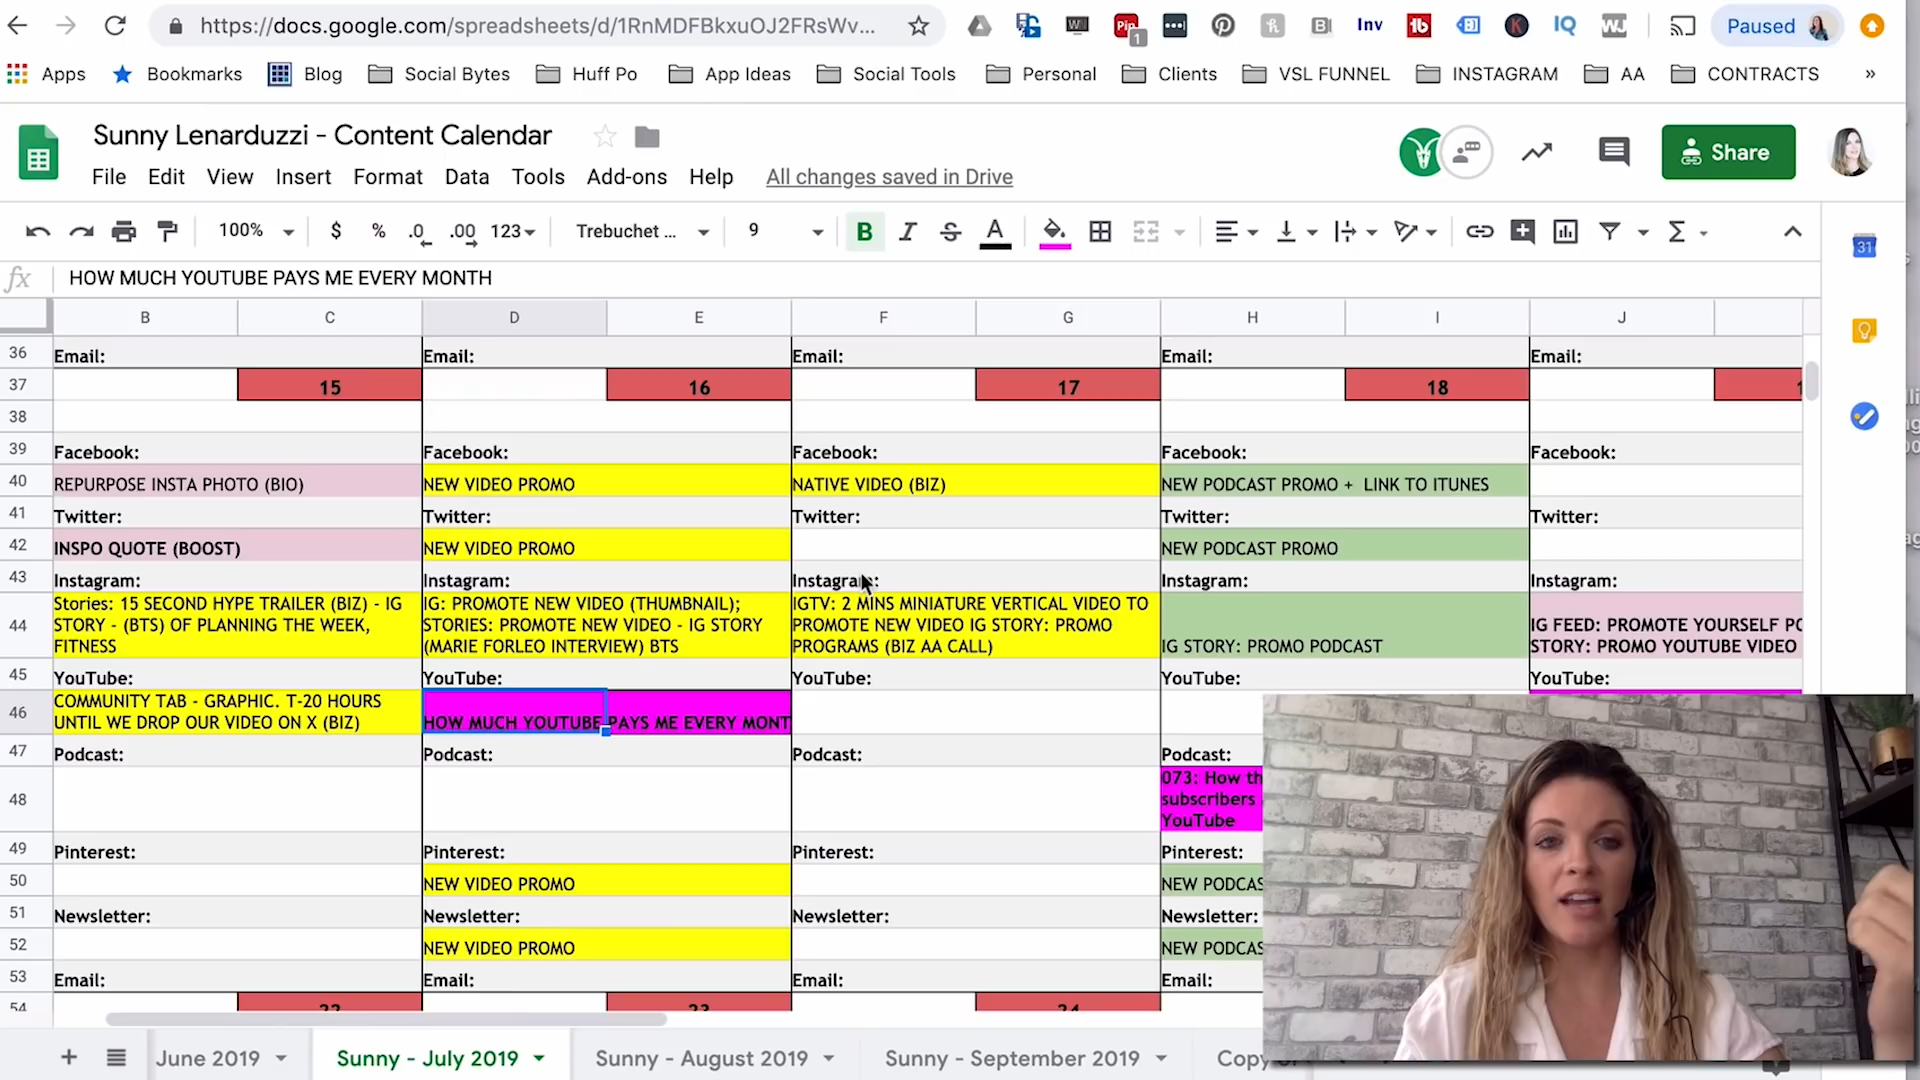 https://docs.google.com/spreadsheets/d/1RnMDFBkxuOJ2FRsWv...
Pin
1
Inv
IQ
Paused
Apps
Bookmarks
Blog
Social Bytes
Huff Po
App Ideas
Social Tools
Personal
Clients
VSL FUNNEL
INSTAGRAM
AA
CONTRACTS
»
Sunny Lenarduzzi - Content Calendar
Share
File Edit View Insert Format Data Tools Add-ons Help All changes saved in Drive
100% $ % .0 .00 123 Trebuchet ... 9 B I S A Σ
31
fx HOW MUCH YOUTUBE PAYS ME EVERY MONTH
B C D E F G H I J
36 Email: Email: Email: Email: Email:
37 15 16 17 18 1
38
39 Facebook: Facebook: Facebook: Facebook: Facebook:
40 REPURPOSE INSTA PHOTO (BIO) NEW VIDEO PROMO NATIVE VIDEO (BIZ) NEW PODCAST PROMO + LINK TO ITUNES
41 Twitter: Twitter: Twitter: Twitter: Twitter:
42 INSPO QUOTE (BOOST) NEW VIDEO PROMO NEW PODCAST PROMO
43 Instagram: Instagram: Instagram: Instagram: Instagram:
44
Stories: 15 SECOND HYPE TRAILER (BIZ) - IG
STORY - (BTS) OF PLANNING THE WEEK,
FITNESS
IG: PROMOTE NEW VIDEO (THUMBNAIL);
STORIES: PROMOTE NEW VIDEO - IG STORY
(MARIE FORLEO INTERVIEW) BTS
IGTV: 2 MINS MINIATURE VERTICAL VIDEO TO
PROMOTE NEW VIDEO IG STORY: PROMO
PROGRAMS (BIZ AA CALL)
IG STORY: PROMO PODCAST
IG FEED: PROMOTE YOURSELF PO
STORY: PROMO YOUTUBE VIDEO
45 YouTube: YouTube: YouTube: YouTube: YouTube:
46
COMMUNITY TAB - GRAPHIC. T-20 HOURS
UNTIL WE DROP OUR VIDEO ON X (BIZ)
HOW MUCH YOUTUBE PAYS ME EVERY MONT
47 Podcast: Podcast: Podcast: Podcast:
48
073: How th
subscribers
YouTube
49 Pinterest: Pinterest: Pinterest: Pinterest:
50 NEW VIDEO PROMO NEW PODCAS
51 Newsletter: Newsletter: Newsletter: Newsletter:
52 NEW VIDEO PROMO NEW PODCAS
53 Email: Email: Email: Email:
54 22 23 24
June 2019 Sunny - July 2019 Sunny - August 2019 Sunny - September 2019 Copy